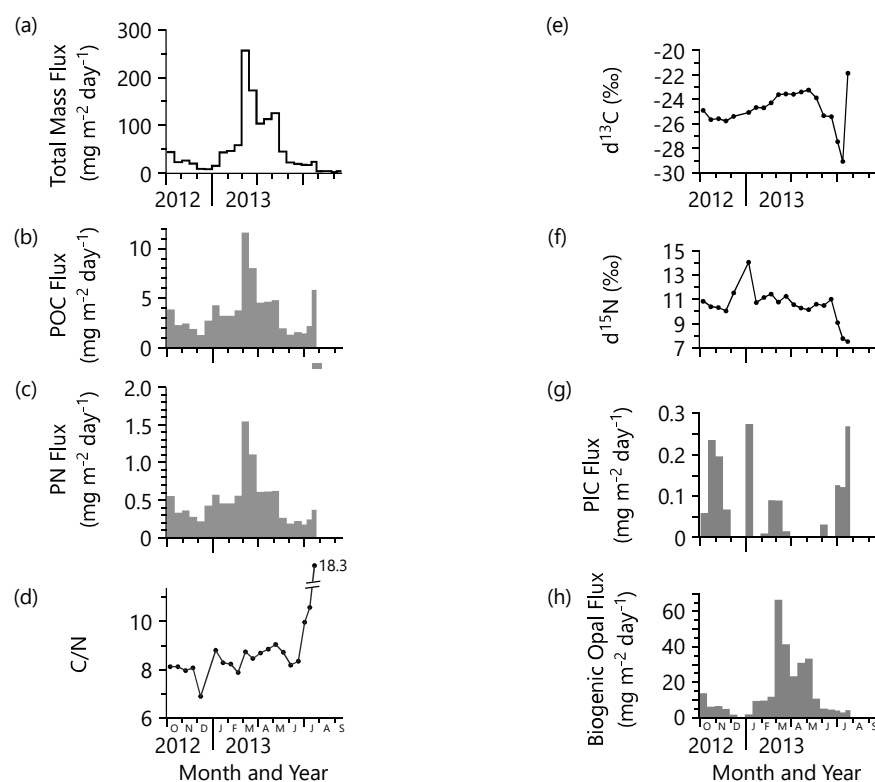 (a)
Total Mass Flux
(mg m⁻² day⁻¹)
300
200
100
0
2012 2013
(b)
POC Flux
(mg m⁻² day⁻¹)
10
5
0
(c)
PN Flux
(mg m⁻² day⁻¹)
2.0
1.5
1.0
0.5
0
(d)
C/N
18.3
10
8
6
O N D J F M A M J J A S
2012 2013
Month and Year
(e)
d¹³C (‰)
-20
-22
-24
-26
-28
-30
2012 2013
(f)
d¹⁵N (‰)
15
13
11
9
7
(g)
PIC Flux
(mg m⁻² day⁻¹)
0.3
0.2
0.1
0
(h)
Biogenic Opal Flux
(mg m⁻² day⁻¹)
60
40
20
0
O N D J F M A M J J A S
2012 2013
Month and Year